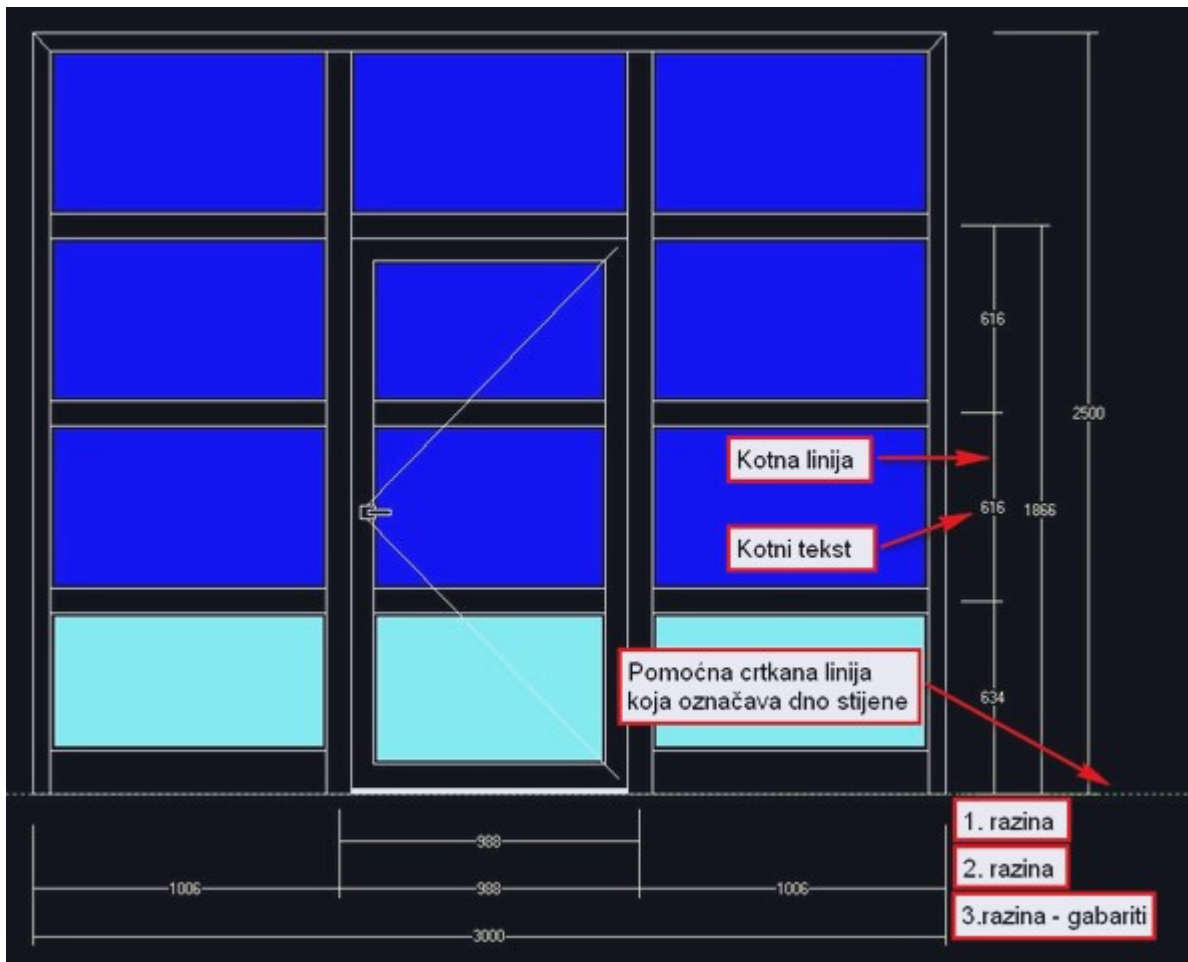 616
2500
Kotna linija
616
1866
Kotni tekst
Pomoćna crtkana linija
koja označava dno stijene
634
1. razina
988
2. razina
1006
988
1006
3.razina - gabariti
3000